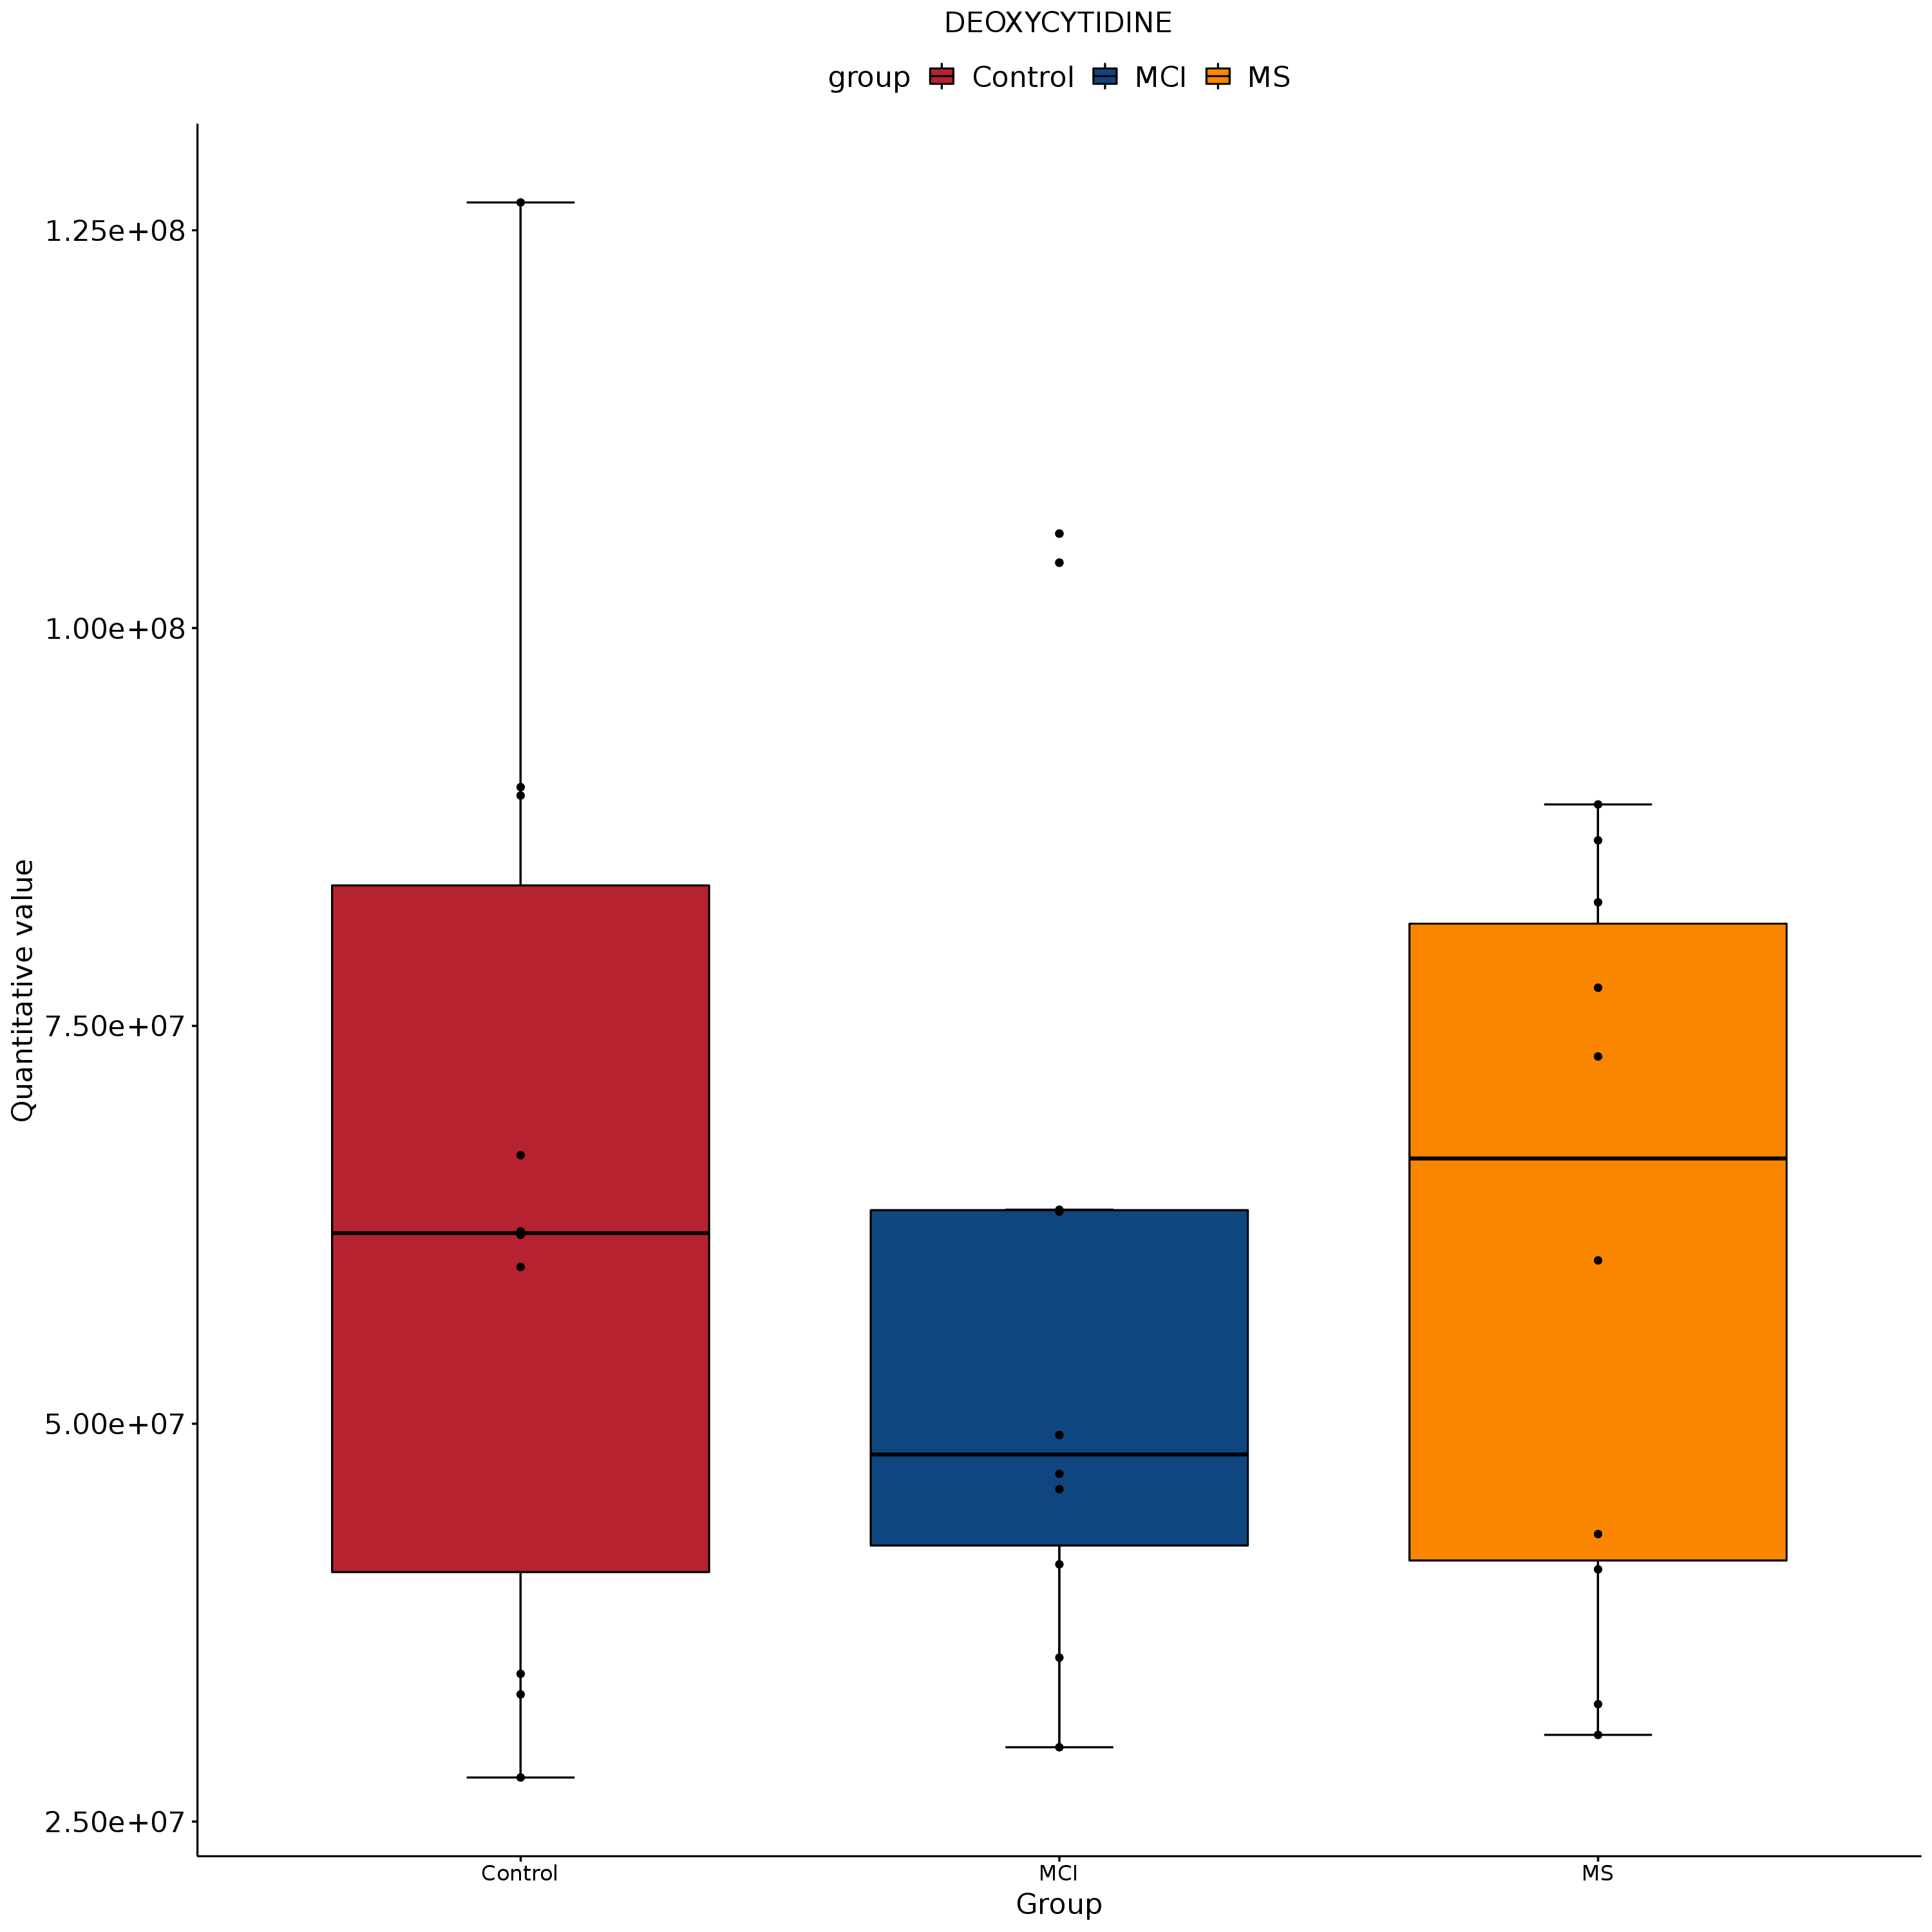 DEOXYCYTIDINE
group Control MCI MS
1.25e+08
1.00e+08
7.50e+07
5.00e+07
2.50e+07
Quantitative value
Control MCI MS
Group